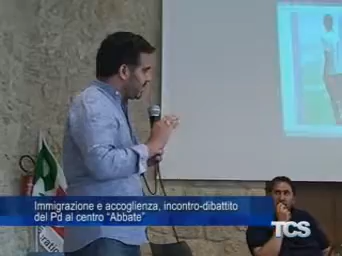 Immigrazione e accoglienza, incontro-dibattito
del Pd al centro “Abbate”
TCS